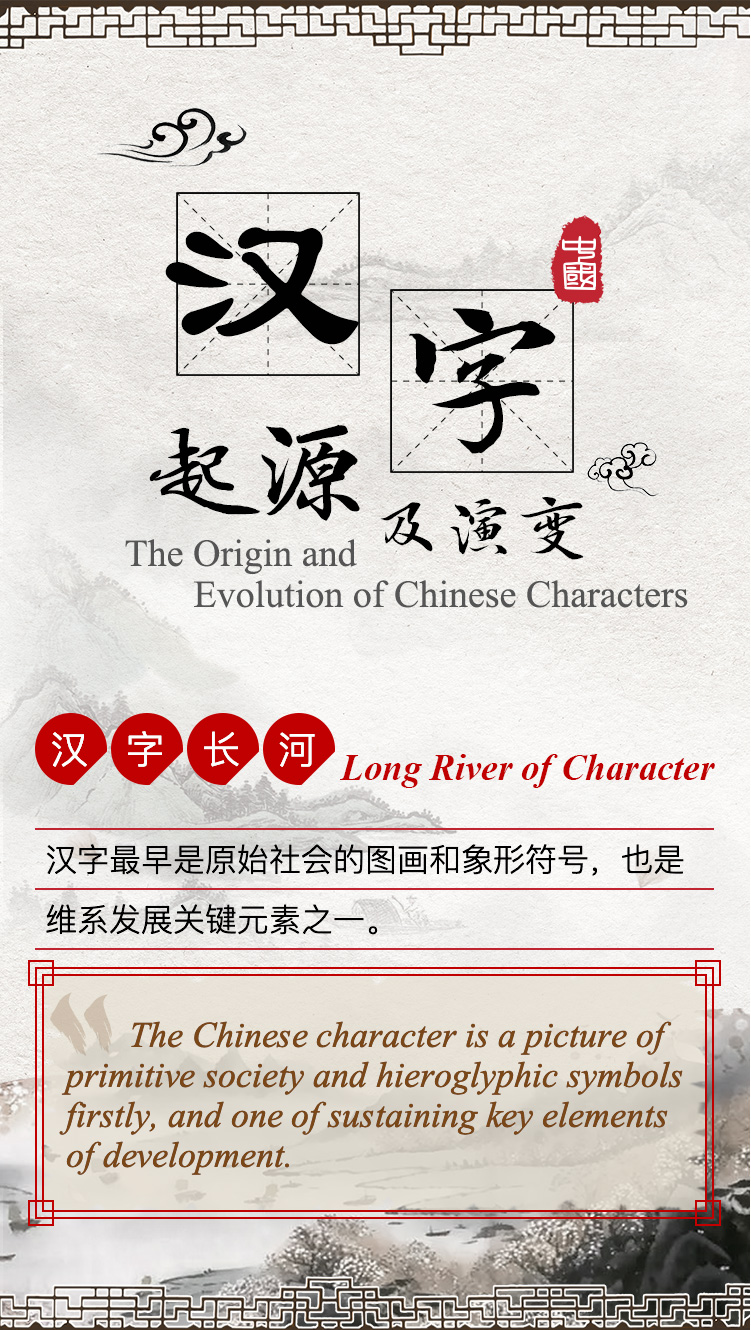 汉字
中國
起源及演变
The Origin and
Evolution of Chinese Characters
汉字长河
Long River of Character
汉字最早是原始社会的图画和象形符号，也是
维系发展关键元素之一。
The Chinese character is a picture of
primitive society and hieroglyphic symbols
firstly, and one of sustaining key elements
of development.